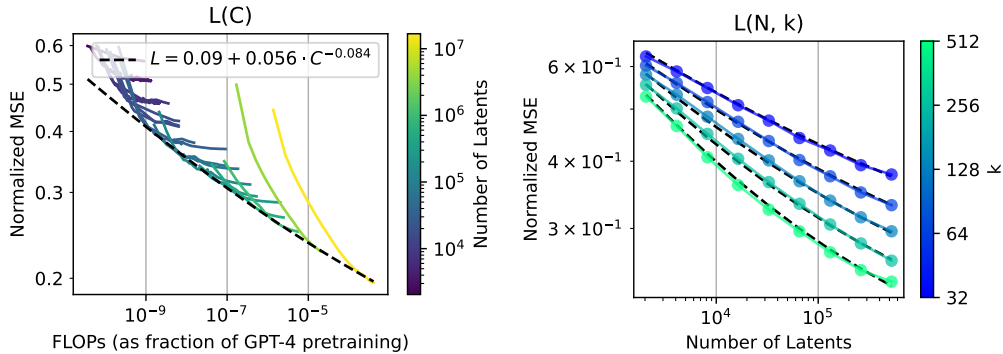 L(C)
0.6
0.5
0.4
0.3
0.2
Normalized MSE
L = 0.09 + 0.056 · C^{-0.084}
10^{-9}
10^{-7}
10^{-5}
FLOPs (as fraction of GPT-4 pretraining)
10^7
10^6
10^5
10^4
Number of Latents
L(N, k)
6 × 10^{-1}
4 × 10^{-1}
3 × 10^{-1}
Normalized MSE
10^4
10^5
Number of Latents
512
256
128
64
32
k